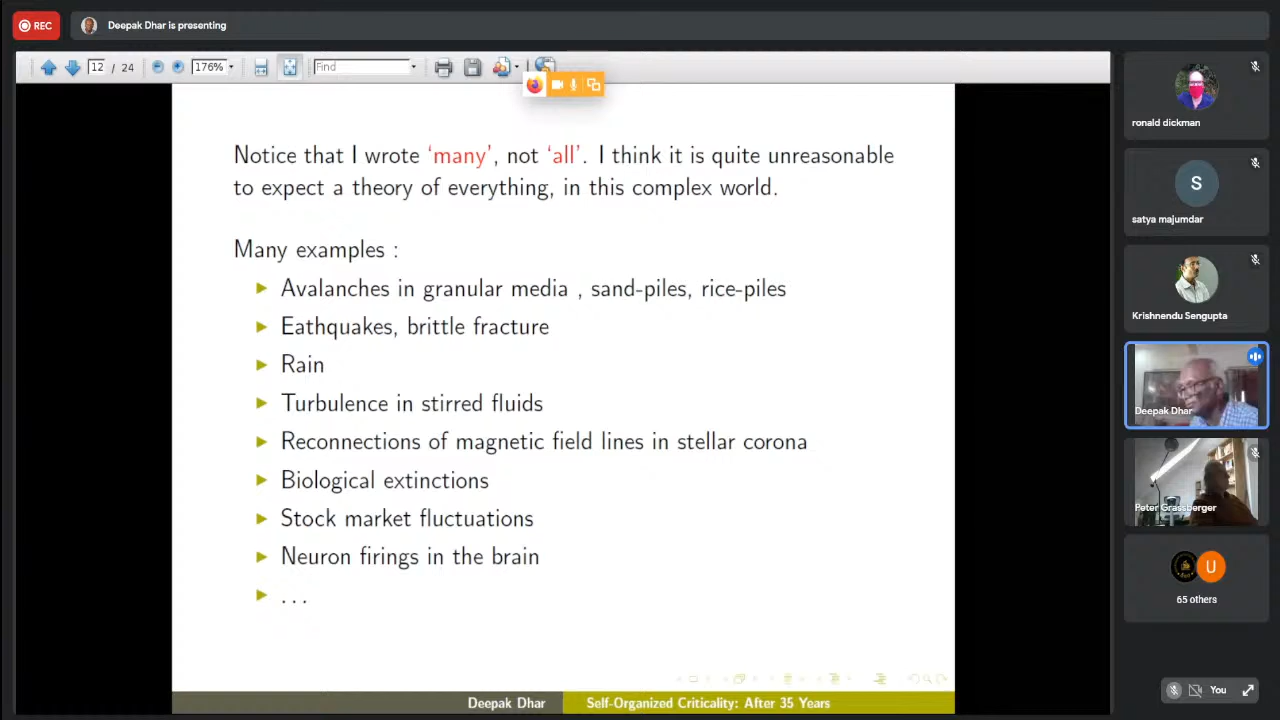 REC
Deepak Dhar is presenting
12 / 24
176%
Find
Notice that I wrote ‘many’, not ‘all’. I think it is quite unreasonable
to expect a theory of everything, in this complex world.
Many examples :
Avalanches in granular media , sand-piles, rice-piles
Eathquakes, brittle fracture
Rain
Turbulence in stirred fluids
Reconnections of magnetic field lines in stellar corona
Biological extinctions
Stock market fluctuations
Neuron firings in the brain
. . .
Deepak Dhar
Self-Organized Criticality: After 35 Years
ronald dickman
S
satya majumdar
Krishnendu Sengupta
Deepak Dhar
Peter Grassberger
U
65 others
You